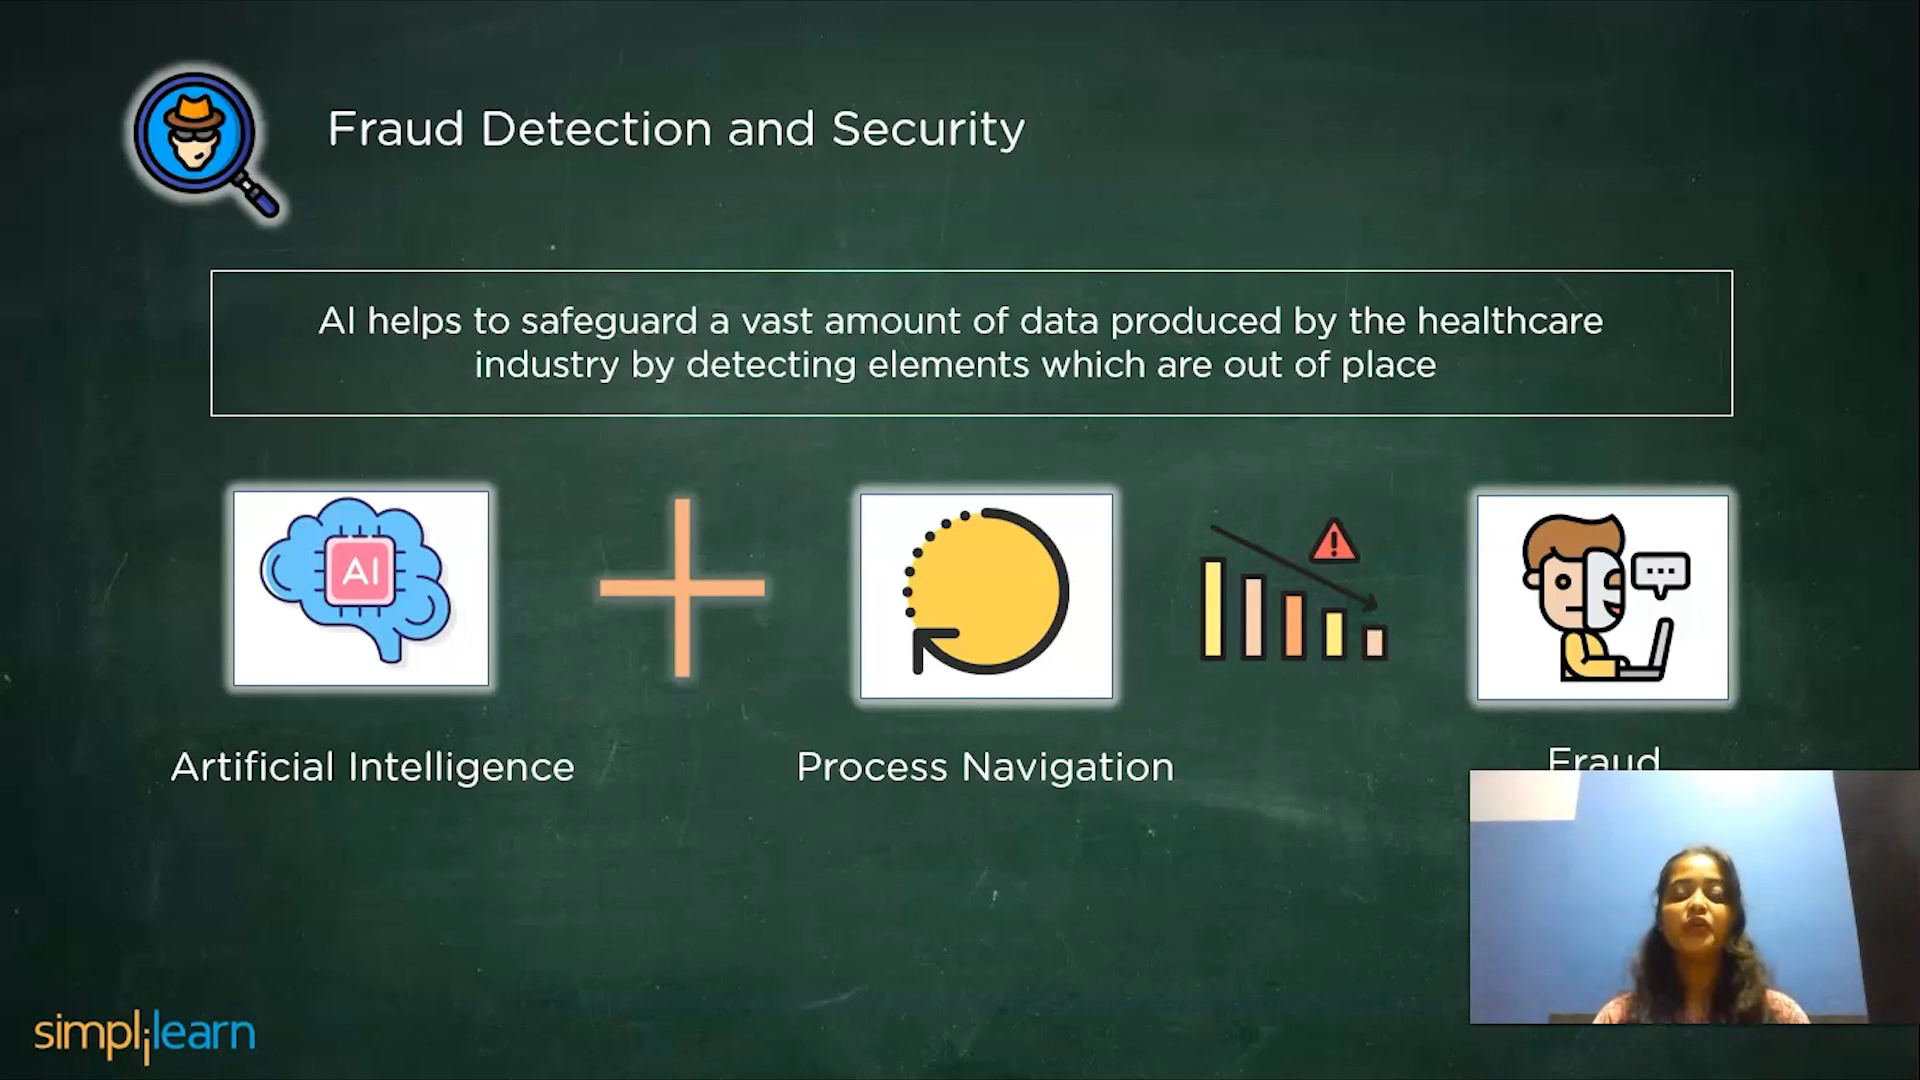 Fraud Detection and Security
AI helps to safeguard a vast amount of data produced by the healthcare
industry by detecting elements which are out of place
AI
Artificial Intelligence
Process Navigation
Fraud
simplilearn